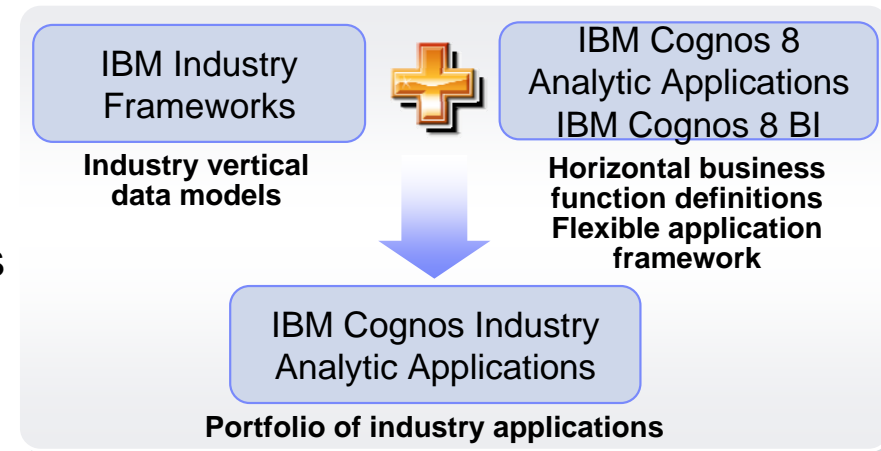 IBM Industry
Frameworks
Industry vertical
data models
IBM Cognos 8
Analytic Applications
IBM Cognos 8 BI
Horizontal business
function definitions
Flexible application
framework
s
IBM Cognos Industry
Analytic Applications
Portfolio of industry applications